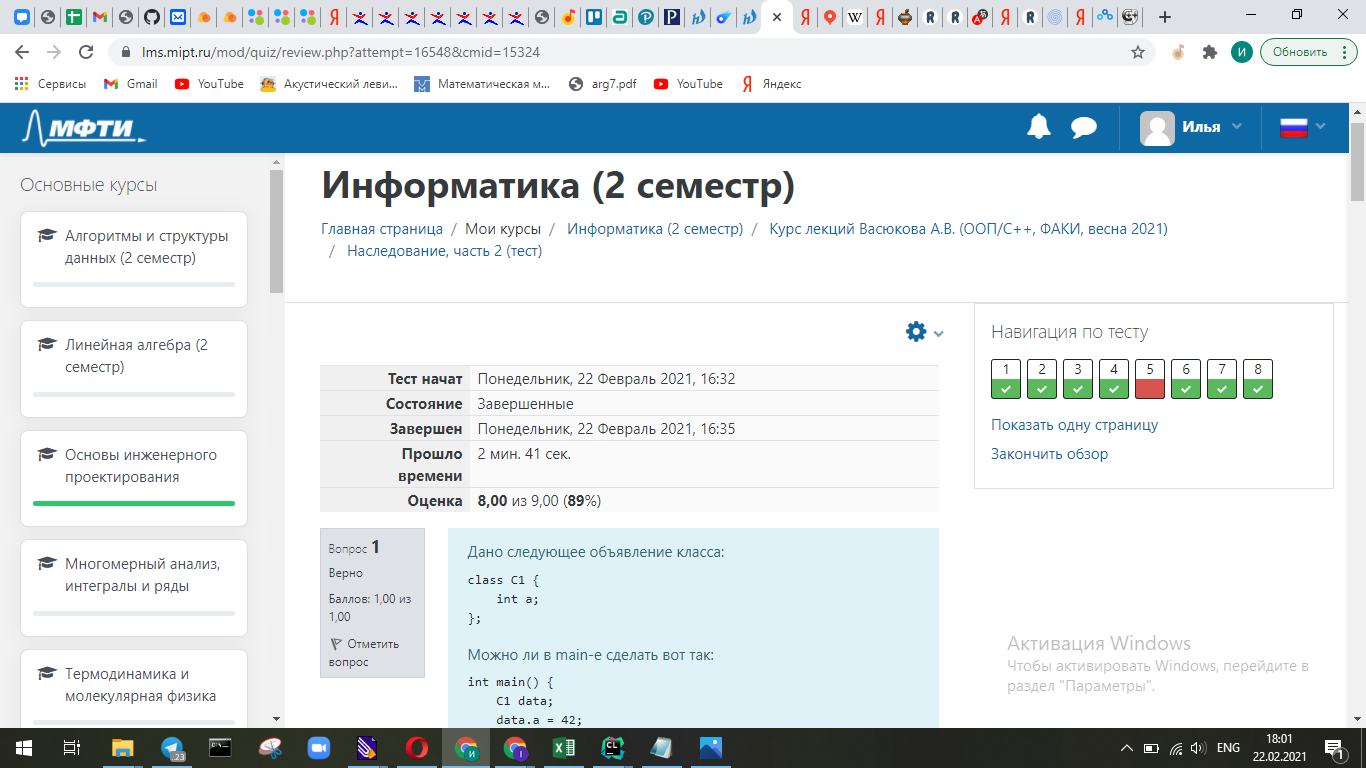 lms.mipt.ru/mod/quiz/review.php?attempt=16548&cmid=15324
И
Обновить
Сервисы
Gmail
YouTube
Акустический леви...
Математическая м...
arg7.pdf
YouTube
Яндекс
МФТИ
Илья
Основные курсы
Алгоритмы и структуры
данных (2 семестр)
Линейная алгебра (2
семестр)
Основы инженерного
проектирования
Многомерный анализ,
интегралы и ряды
Термодинамика и
молекулярная физика
Информатика (2 семестр)
Главная страница / Мои курсы / Информатика (2 семестр) / Курс лекций Васюкова А.В. (ООП/C++, ФАКИ, весна 2021)
/ Наследование, часть 2 (тест)
Тест начат Понедельник, 22 Февраль 2021, 16:32
Состояние Завершенные
Завершен Понедельник, 22 Февраль 2021, 16:35
Прошло 2 мин. 41 сек.
времени
Оценка 8,00 из 9,00 (89%)
Вопрос 1
Верно
Баллов: 1,00 из
1,00
Отметить
вопрос
Дано следующее объявление класса:
class C1 {
int a;
};
Можно ли в main-е сделать вот так:
int main() {
C1 data;
data.a = 42;
Навигация по тесту
1 2 3 4 5 6 7 8
Показать одну страницу
Закончить обзор
Активация Windows
Чтобы активировать Windows, перейдите в
раздел "Параметры".
23
ENG
18:01
22.02.2021
1